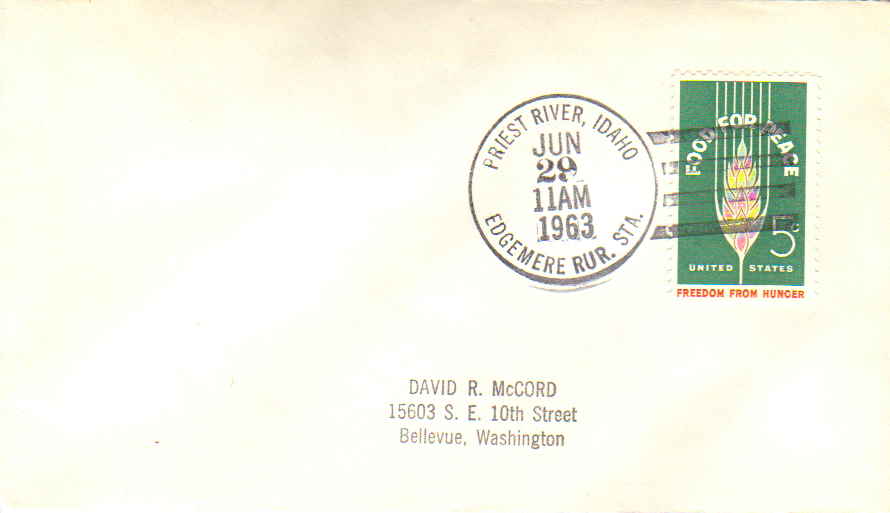 PRIEST RIVER, IDAHO
JUN
29
11AM
1963
EDGEMERE RUR. STA.
FOOD FOR PEACE
5c
UNITED STATES
FREEDOM FROM HUNGER
DAVID R. McCORD
15603 S. E. 10th Street
Bellevue, Washington